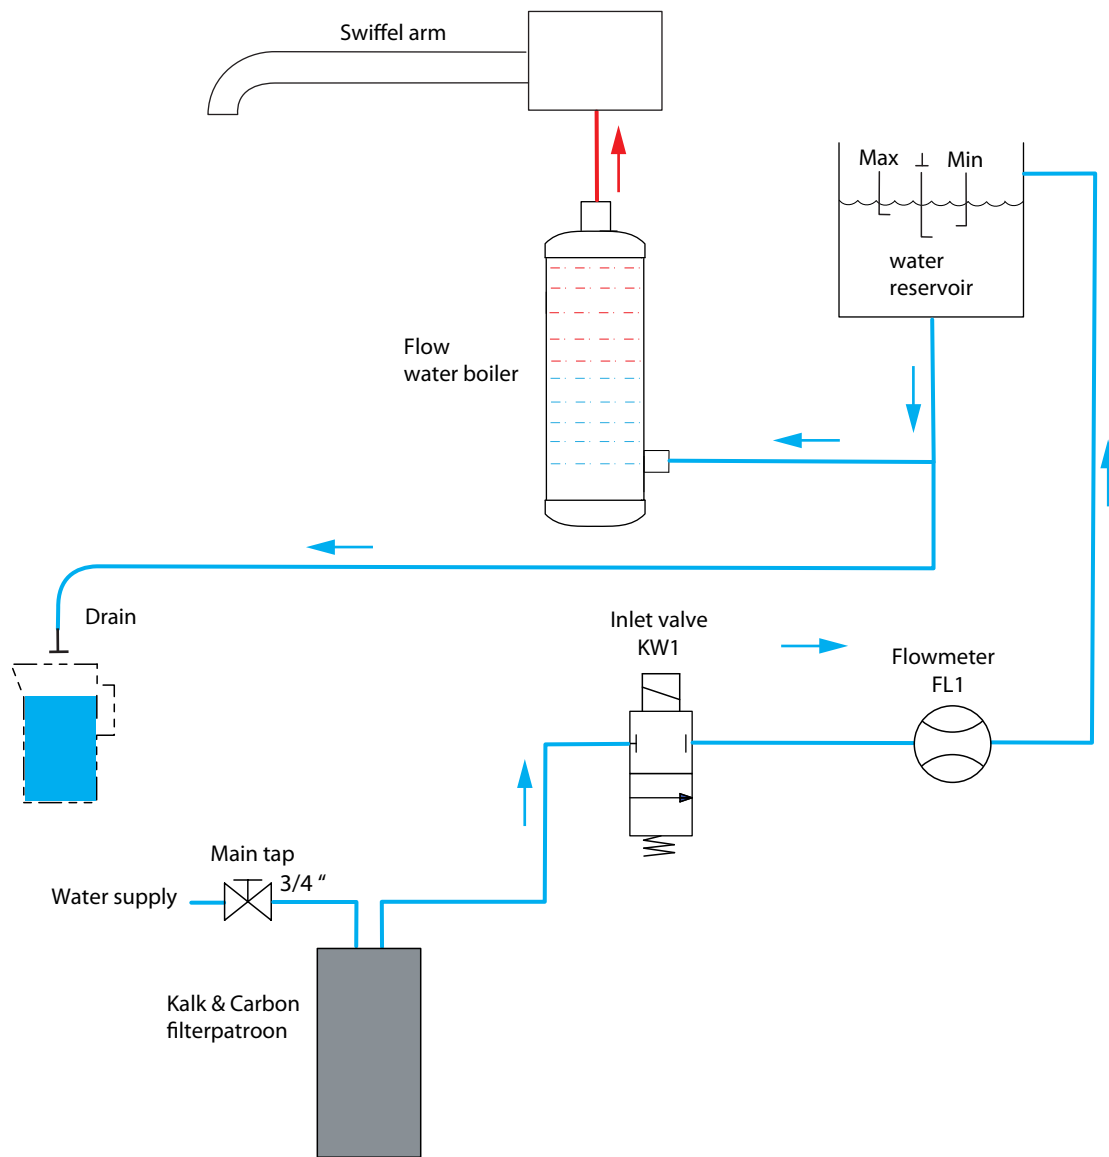 Swiffel arm
Max
Min
water
reservoir
Flow
water boiler
Drain
Inlet valve
KW1
Flowmeter
FL1
Main tap
3/4 “
Water supply
Kalk & Carbon
filterpatroon